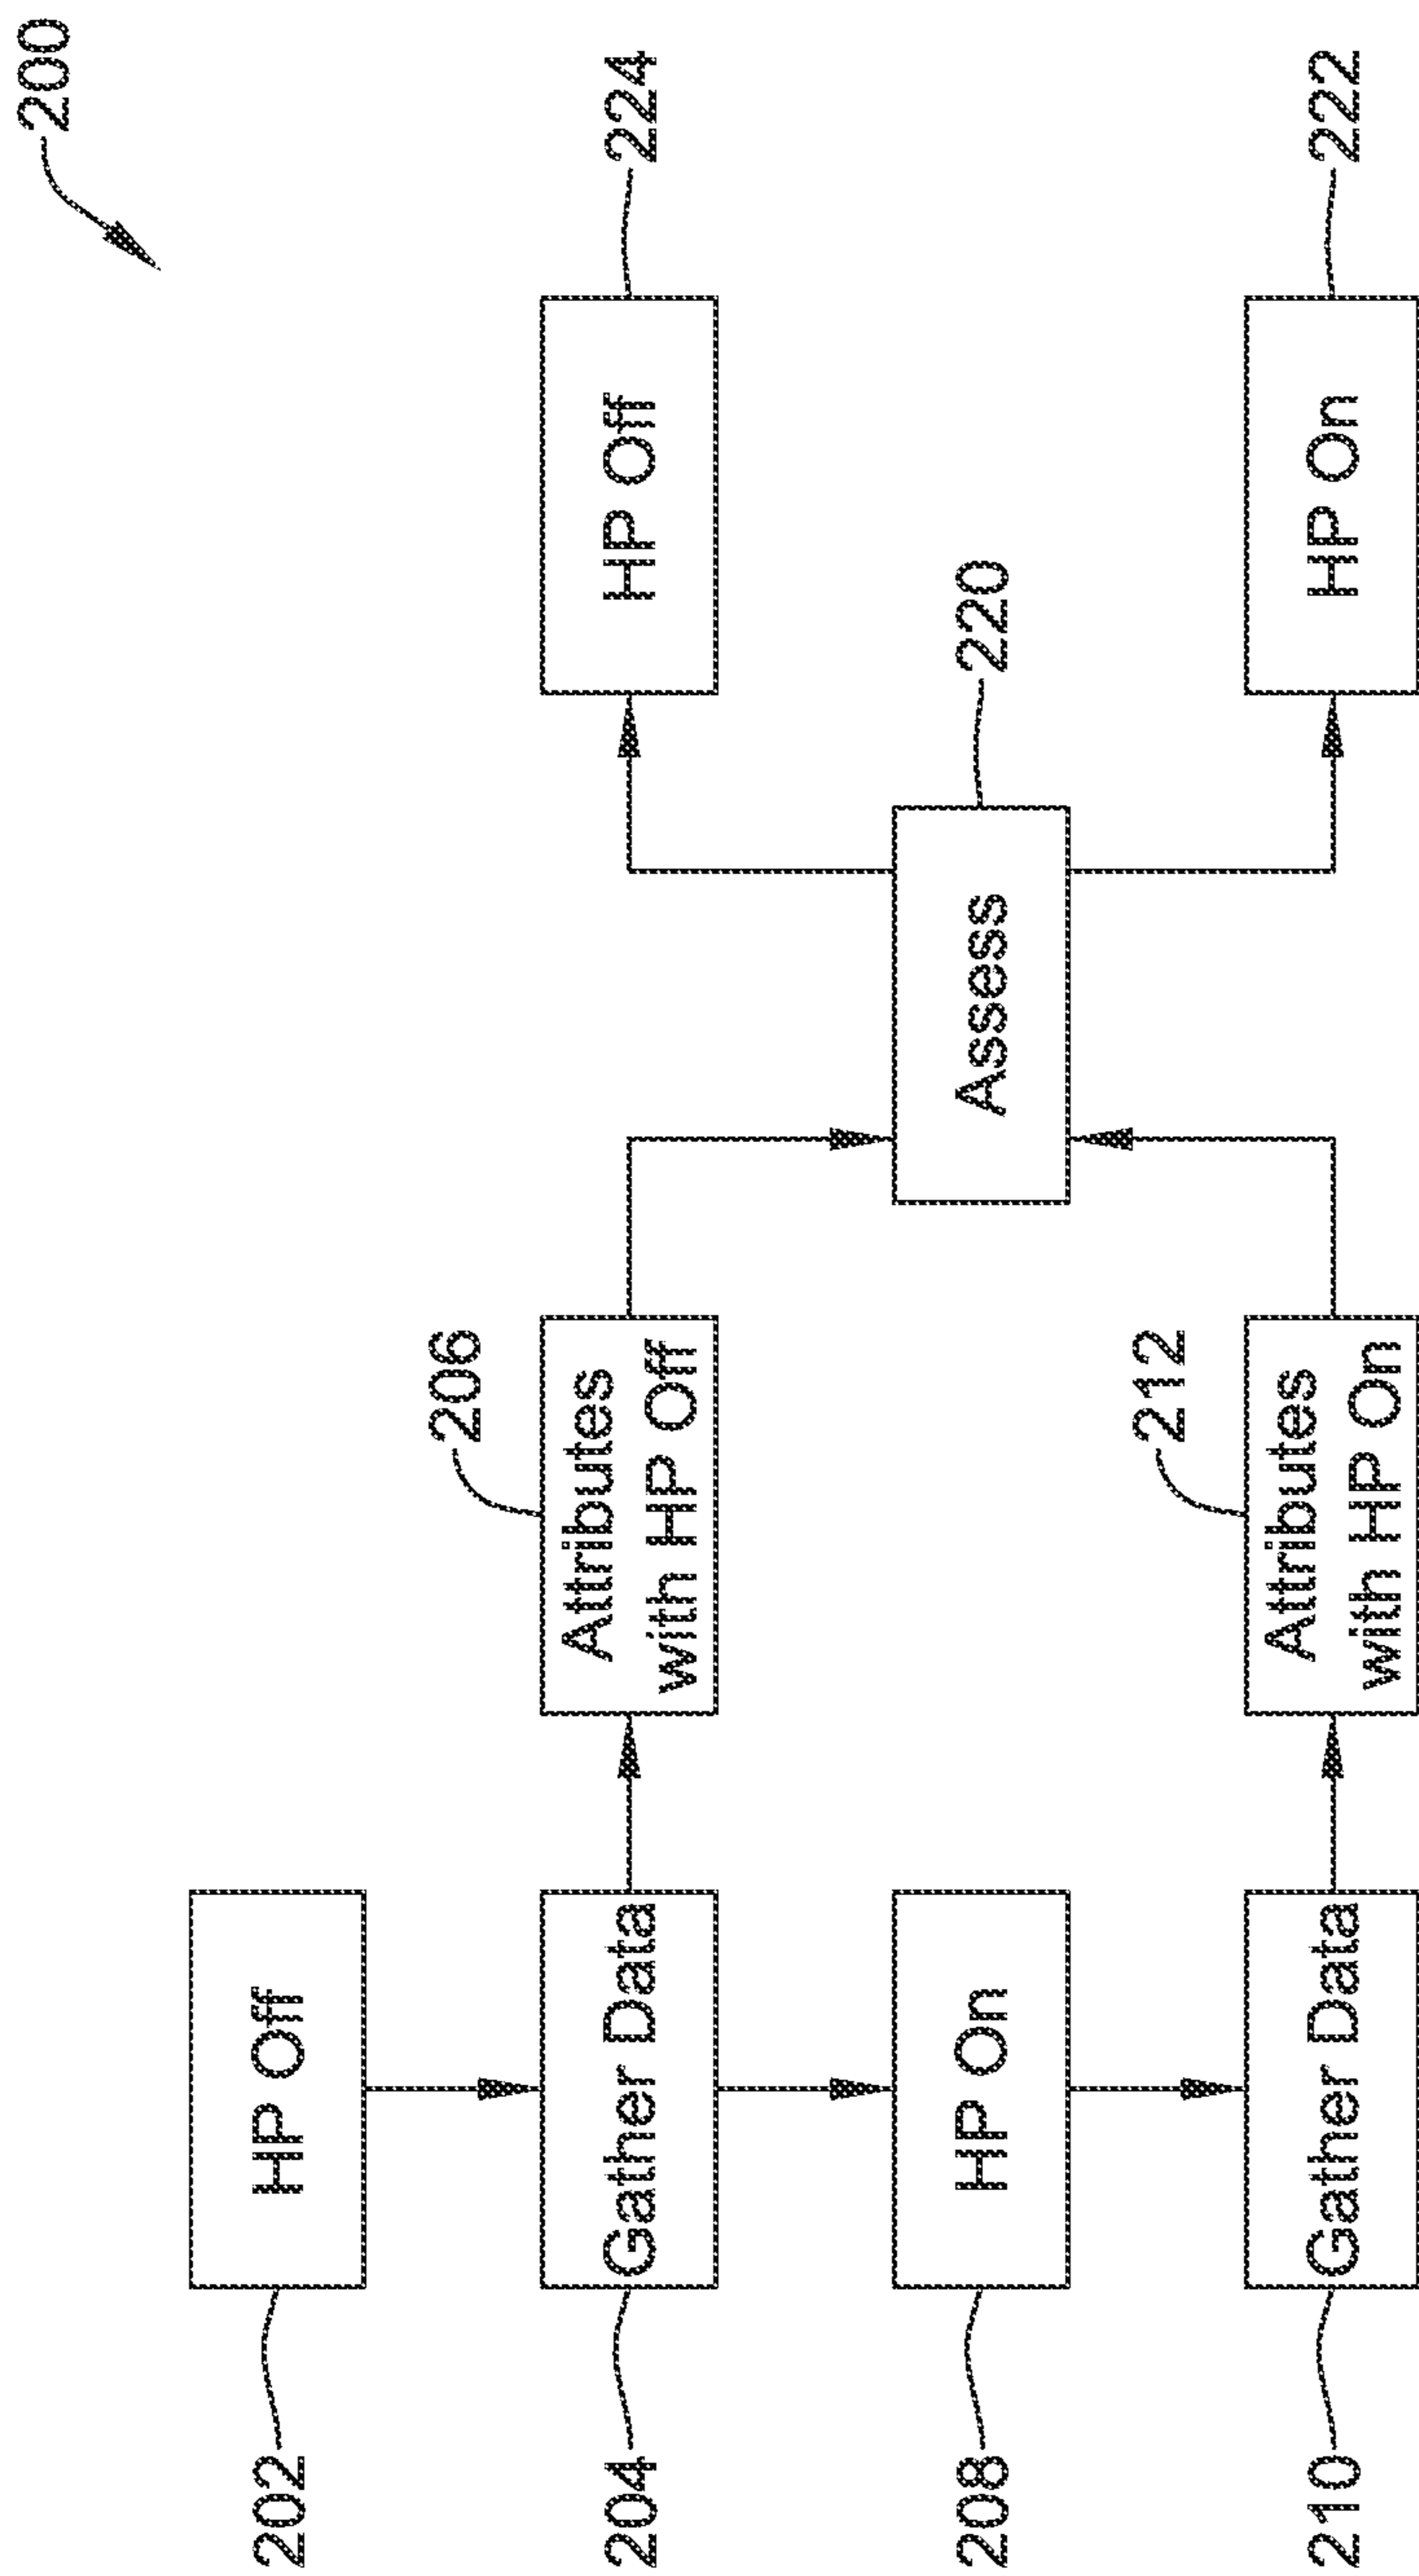 200
202
HP Off
204
Gather Data
206
Attributes
with HP Off
HP Off
224
208
HP On
Assess
220
210
Gather Data
212
Attributes
with HP On
HP On
222